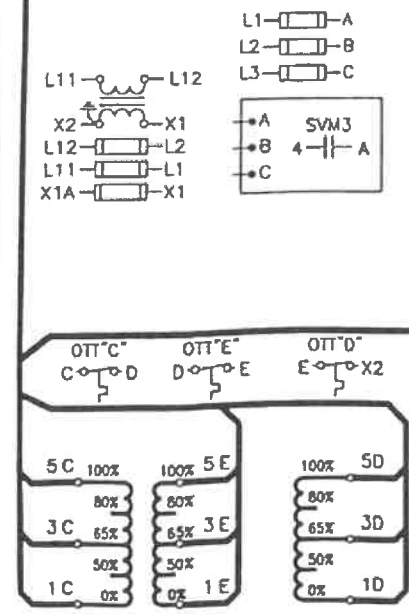 L1 A
L2 B
L3 C
L11 L12
X2 X1
L12 L2
L11 L1
X1A X1
A SVM3
B 4 A
C
OTT"C" OTT"E" OTT"D"
C D D E E X2
5C 100% 100% 5E 100% 5D
80% 80% 80%
3C 65% 65% 3E 65% 3D
50% 50% 50%
1C 0% 0% 1E 0% 1D